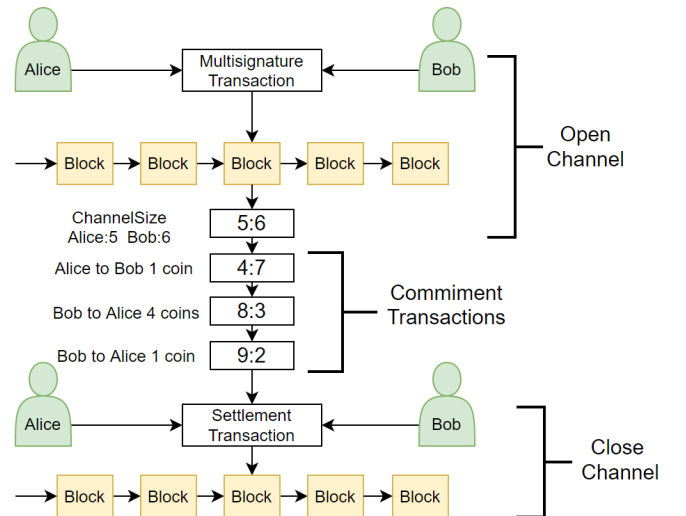 Alice
Multisignature
Transaction
Bob
Open
Channel
Block
Block
Block
Block
Block
ChannelSize
Alice:5 Bob:6
5:6
Alice to Bob 1 coin
4:7
Bob to Alice 4 coins
8:3
Commiment
Transactions
Bob to Alice 1 coin
9:2
Alice
Settlement
Transaction
Bob
Close
Channel
Block
Block
Block
Block
Block